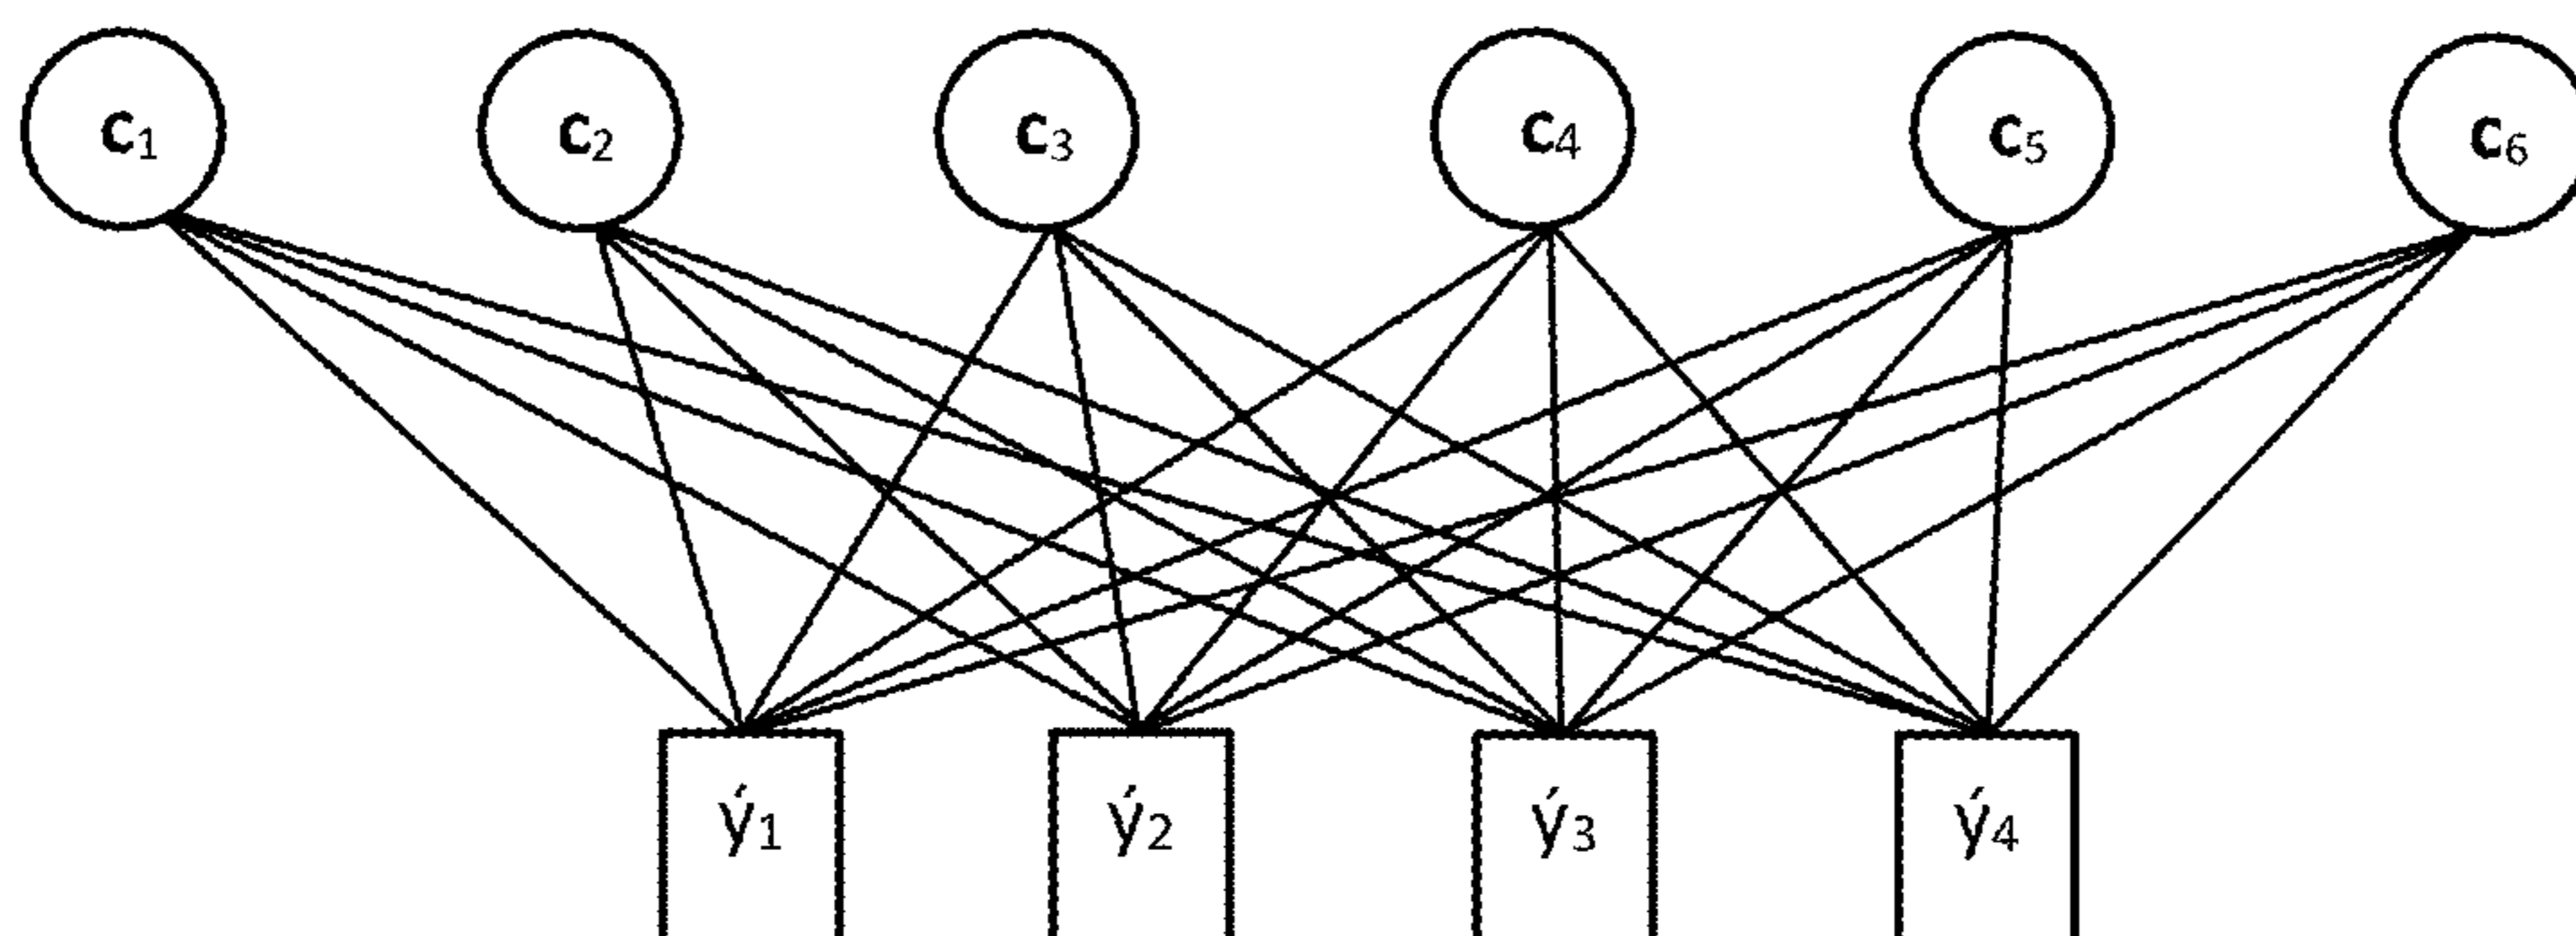 c₁ c₂ c₃ c₄ c₅ c₆
ý₁ ý₂ ý₃ ý₄